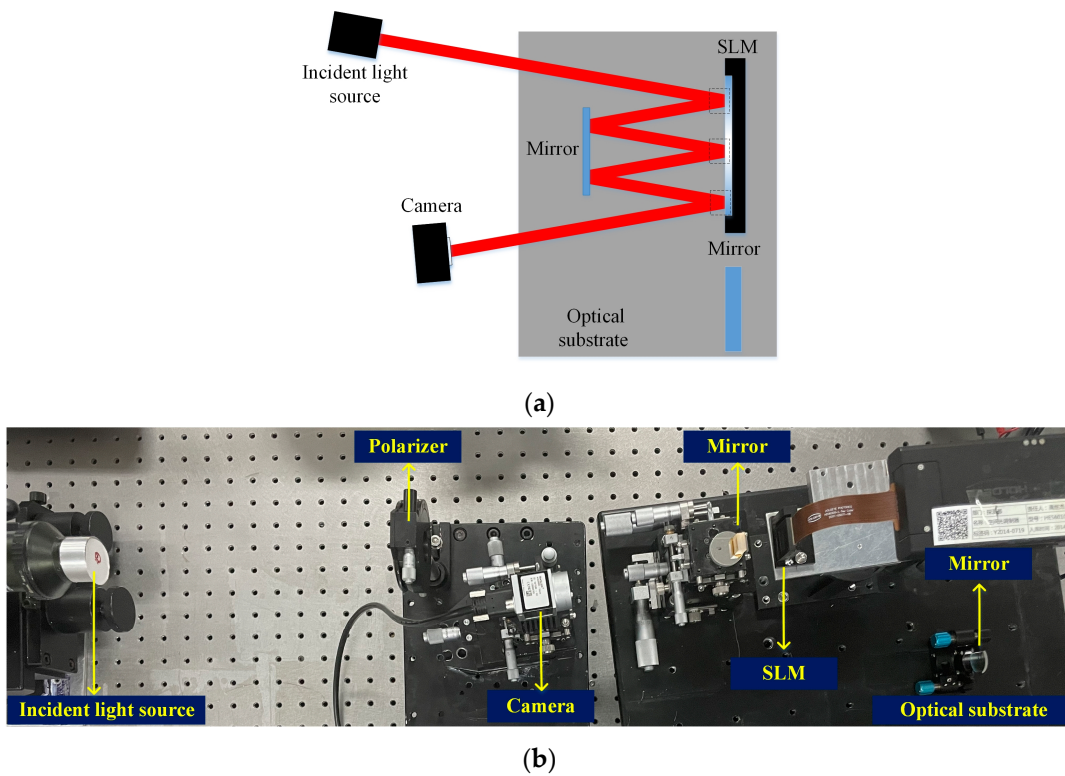 SLM
Incident light
source
Mirror
Camera
Mirror
Optical
substrate
(a)
Polarizer
Mirror
Mirror
SLM
Incident light source
Camera
Optical substrate
(b)